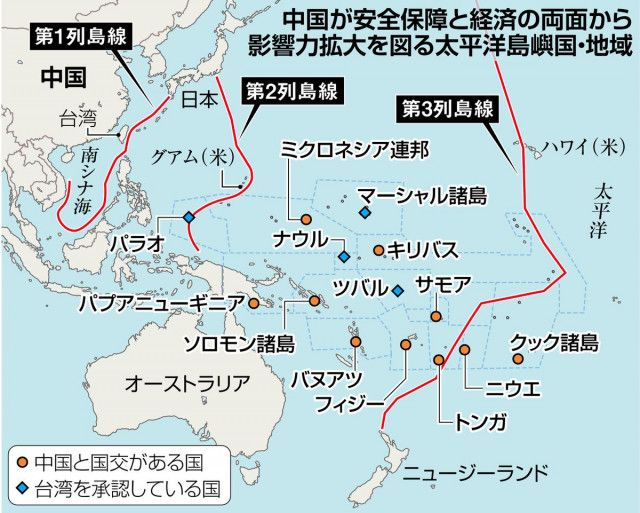 中国が安全保障と経済の両面から
影響力拡大を図る太平洋島嶼国・地域
第1列島線
中国
日本
第2列島線
第3列島線
台湾
南シナ海
グアム(米)
ミクロネシア連邦
ハワイ(米)
マーシャル諸島
太平洋
パラオ
ナウル
キリバス
ツバル
サモア
パプアニューギニア
ソロモン諸島
クック諸島
バヌアツ
ニウエ
オーストラリア
フィジー
トンガ
ニュージーランド
中国と国交がある国
台湾を承認している国